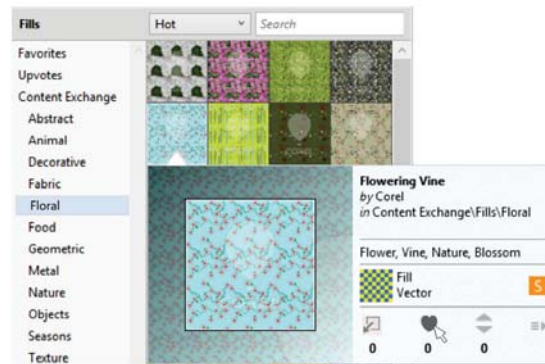 Fills
Hot
Search
Favorites
Upvotes
Content Exchange
Abstract
Animal
Decorative
Fabric
Floral
Food
Geometric
Metal
Nature
Objects
Seasons
Texture
Flowering Vine
by Corel
in Content Exchange\Fills\Floral
Flower, Vine, Nature, Blossom
Fill
Vector
S
0 0 0